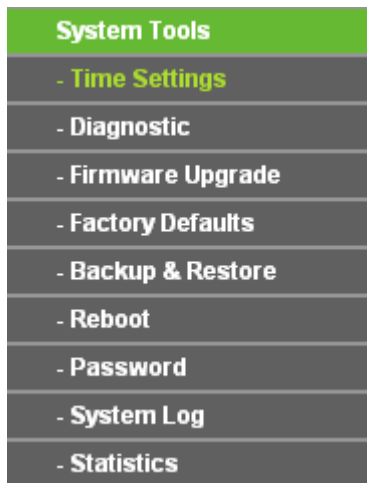 System Tools
- Time Settings
- Diagnostic
- Firmware Upgrade
- Factory Defaults
- Backup & Restore
- Reboot
- Password
- System Log
- Statistics